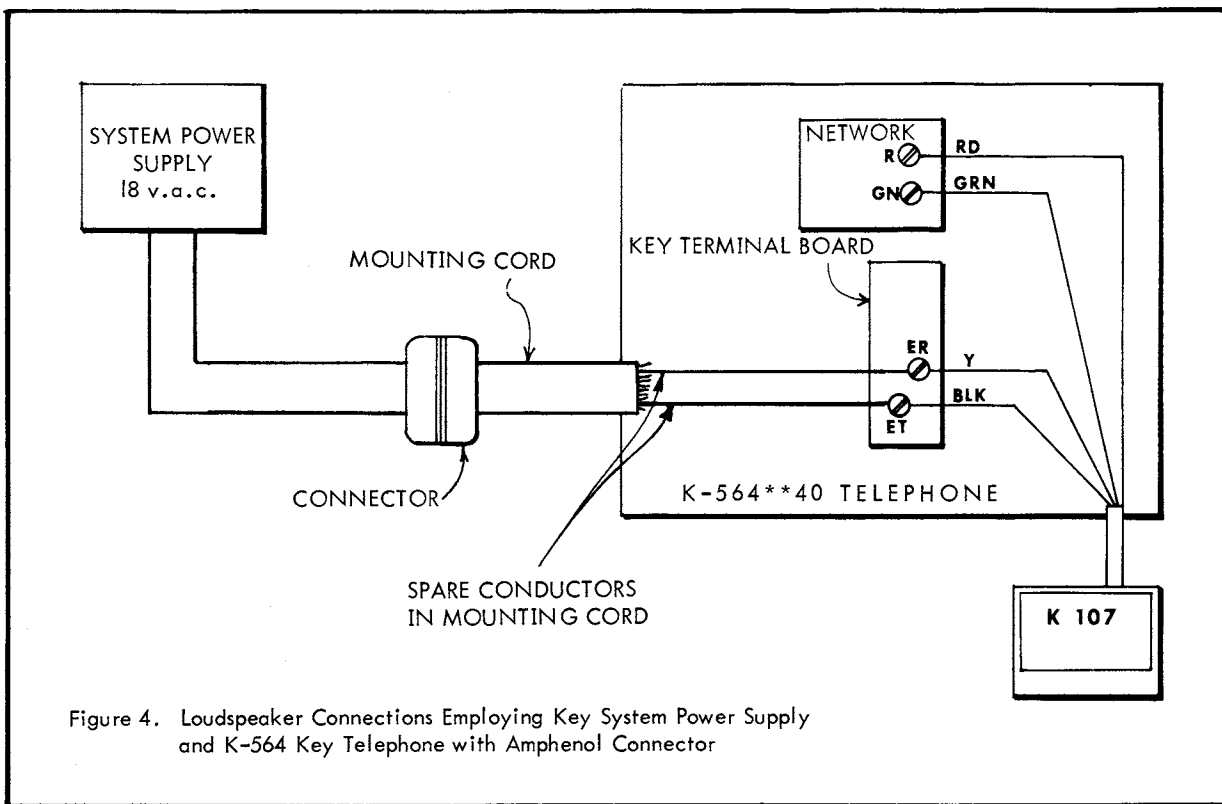 SYSTEM POWER
SUPPLY
18 v.a.c.
NETWORK
R
RD
GN
GRN
KEY TERMINAL BOARD
MOUNTING CORD
ER
Y
ET
BLK
CONNECTOR
K-564**40 TELEPHONE
SPARE CONDUCTORS
IN MOUNTING CORD
K 107
Figure 4. Loudspeaker Connections Employing Key System Power Supply
and K-564 Key Telephone with Amphenol Connector